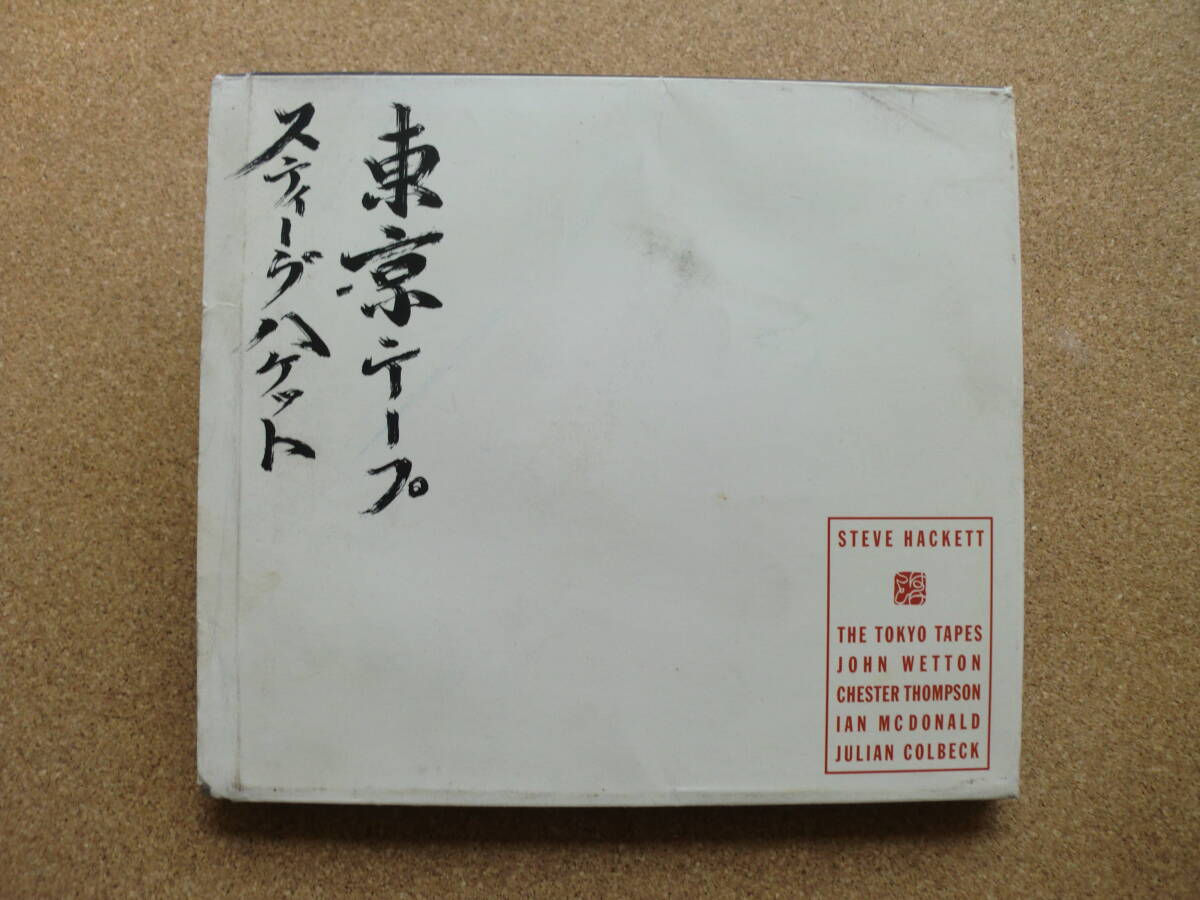 東京テープ
スティーヴ ハケット
STEVE HACKETT
THE TOKYO TAPES
JOHN WETTON
CHESTER THOMPSON
IAN MCDONALD
JULIAN COLBECK